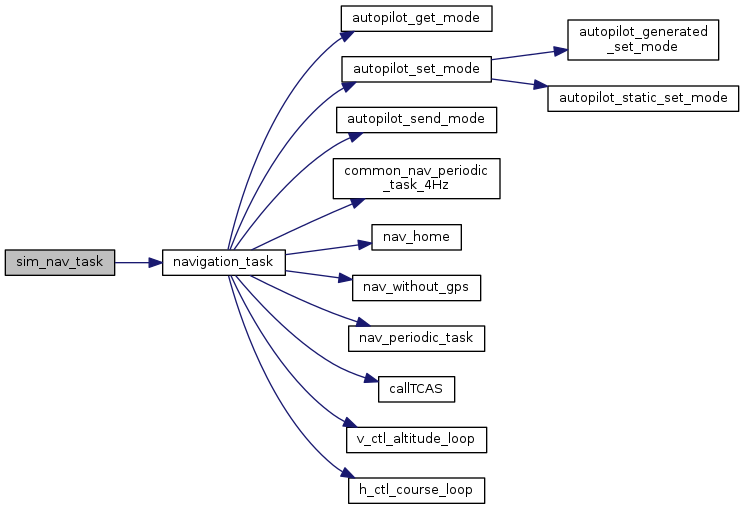 autopilot_get_mode
autopilot_generated
_set_mode
autopilot_set_mode
autopilot_static_set_mode
autopilot_send_mode
common_nav_periodic
_task_4Hz
nav_home
sim_nav_task
navigation_task
nav_without_gps
nav_periodic_task
callTCAS
v_ctl_altitude_loop
h_ctl_course_loop